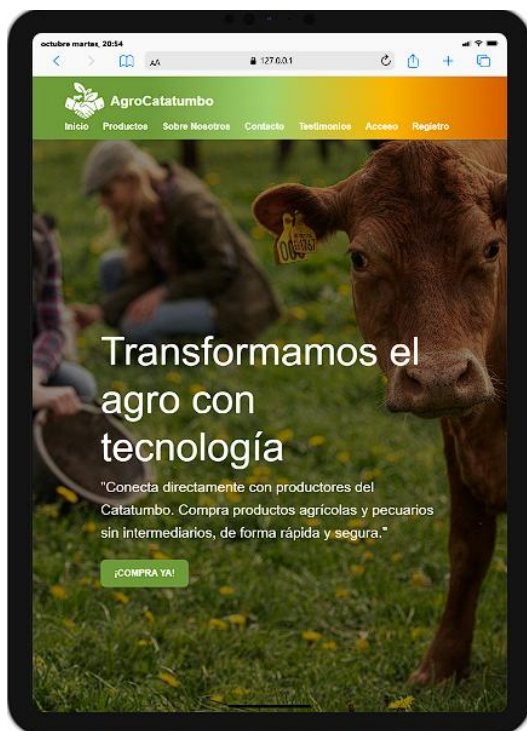 octubre martes, 20:54
AA
127.0.0.1
AgroCatatumbo
Inicio Productos Sobre Nosotros Contacto Testimonios Acceso Registro
Transformamos el
agro con
tecnología
"Conecta directamente con productores del
Catatumbo. Compra productos agrícolas y pecuarios
sin intermediarios, de forma rápida y segura."
¡COMPRA YA!